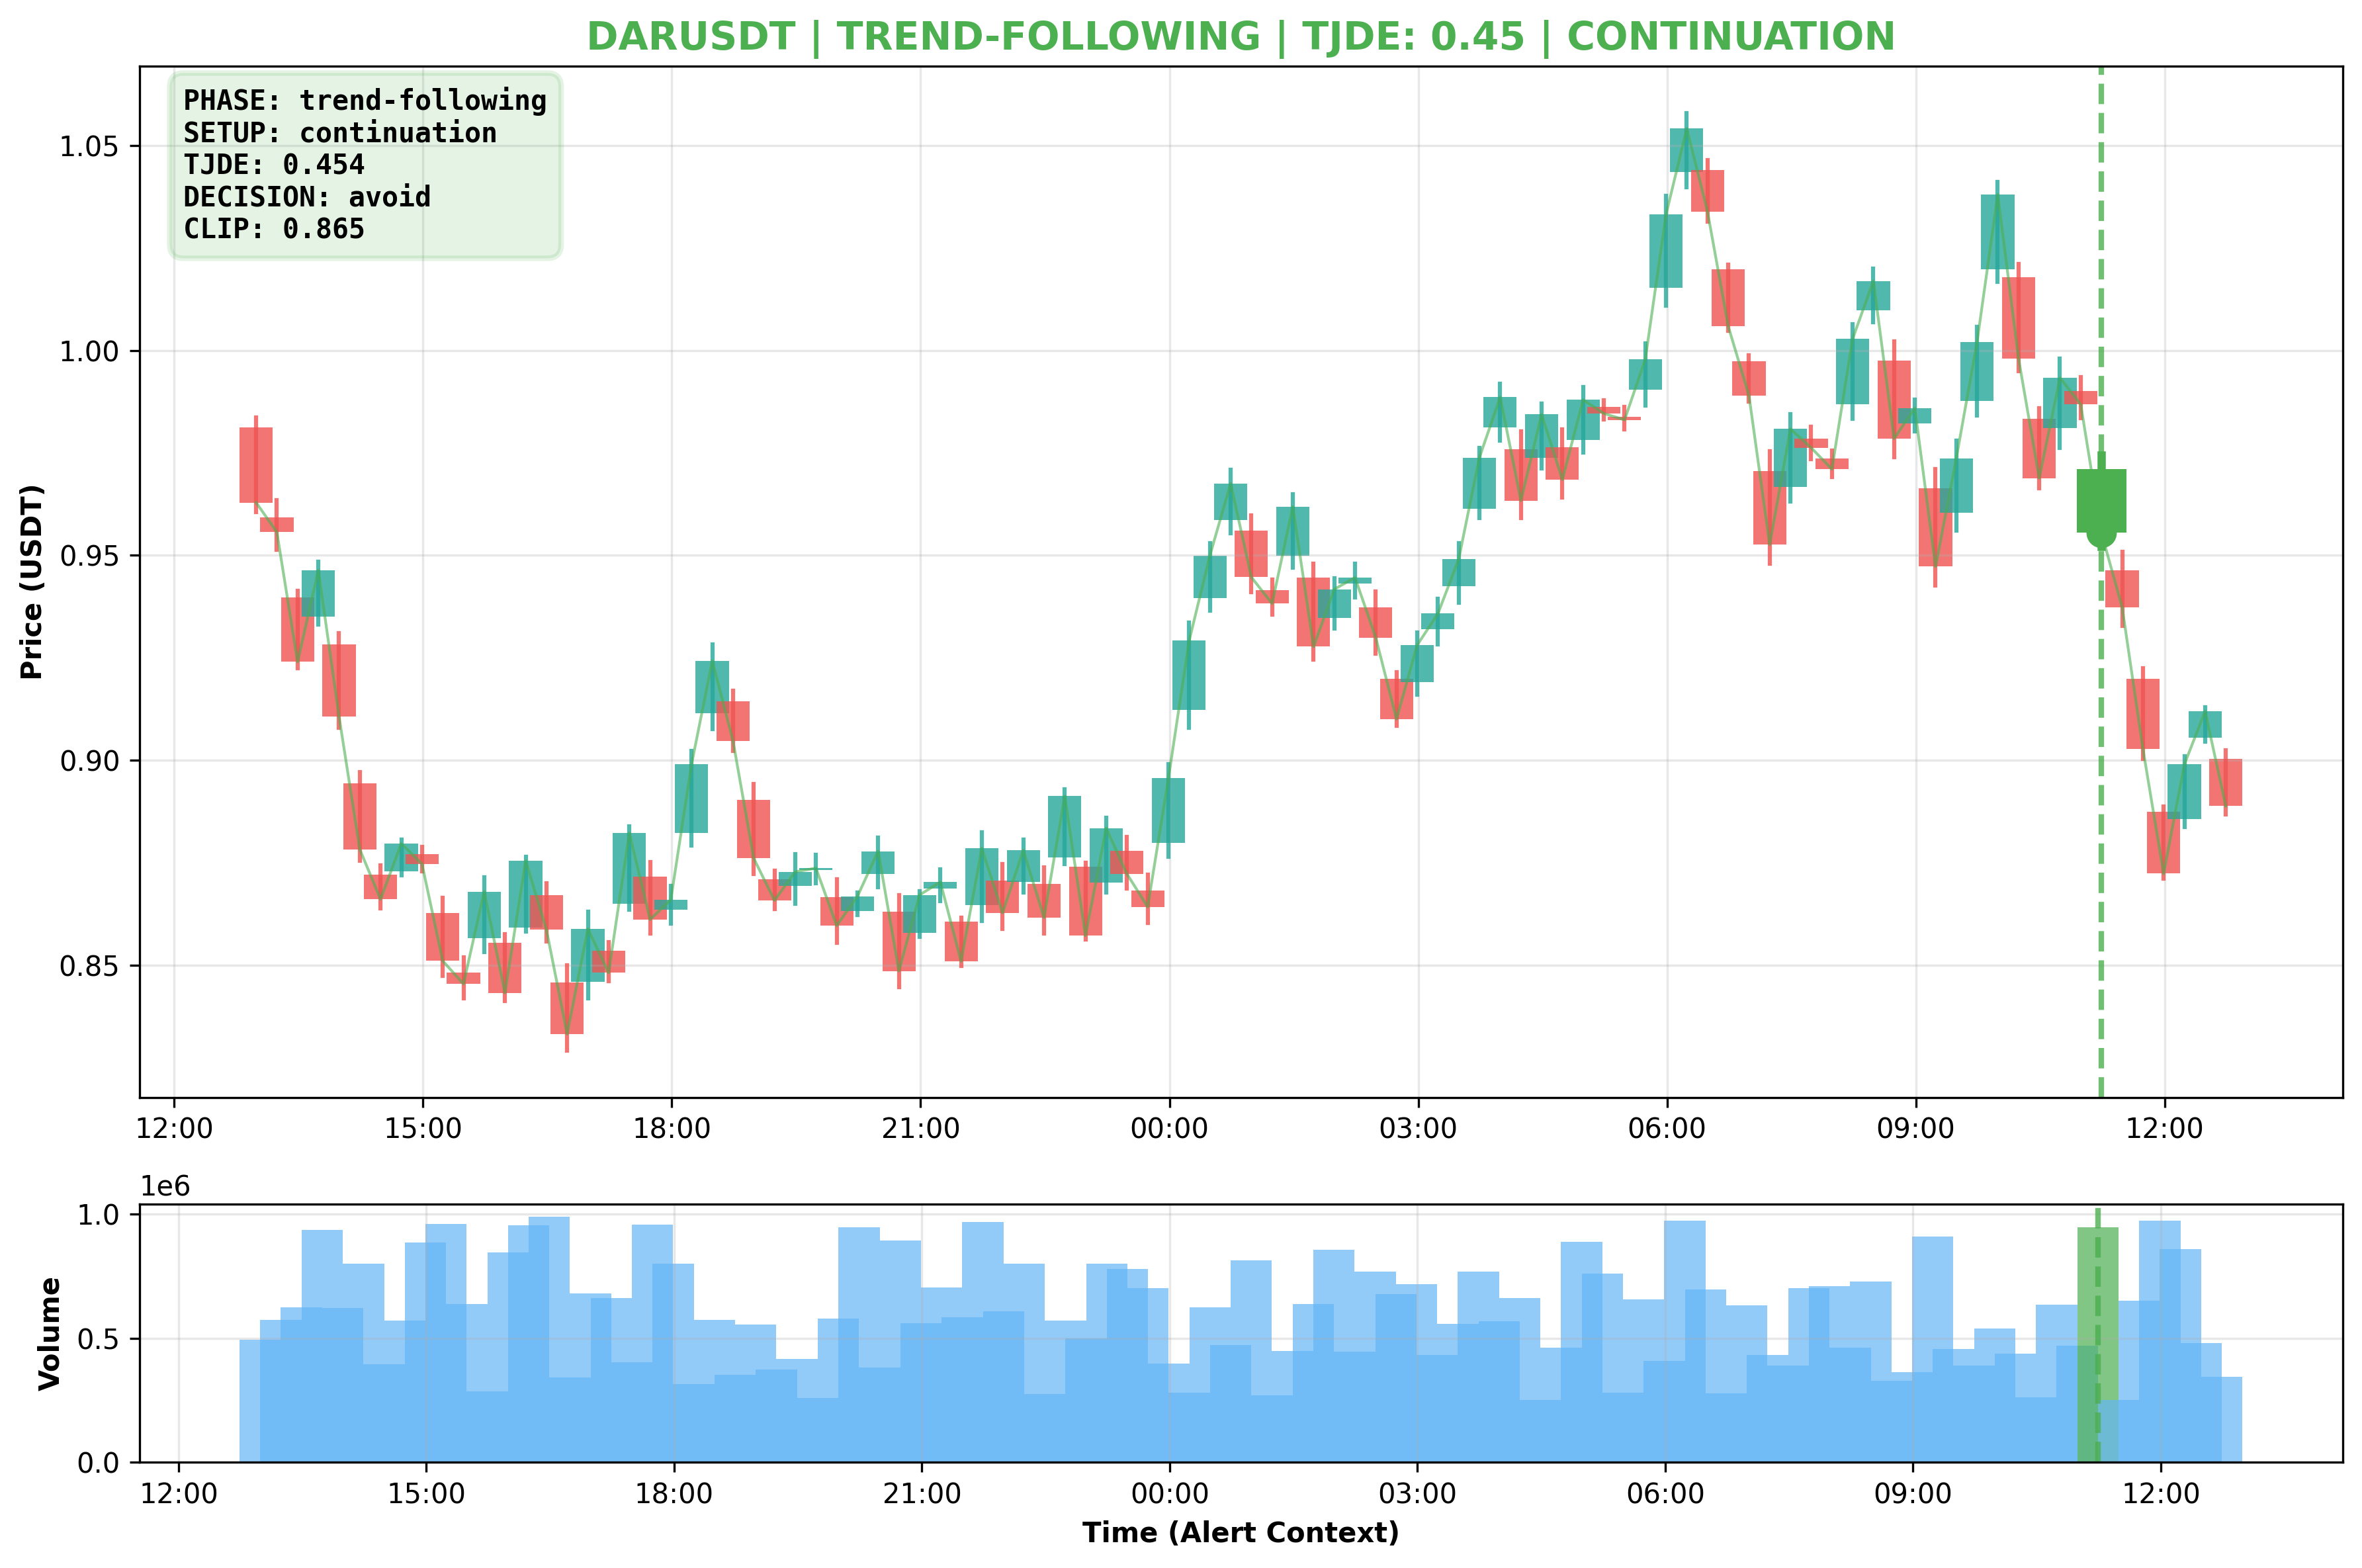 DARUSDT | TREND-FOLLOWING | TJDE: 0.45 | CONTINUATION
PHASE: trend-following
SETUP: continuation
TJDE: 0.454
DECISION: avoid
CLIP: 0.865
Price (USDT)
1.05
1.00
0.95
0.90
0.85
12:00 15:00 18:00 21:00 00:00 03:00 06:00 09:00 12:00
1e6
Volume
1.0
0.5
0.0
12:00 15:00 18:00 21:00 00:00 03:00 06:00 09:00 12:00
Time (Alert Context)